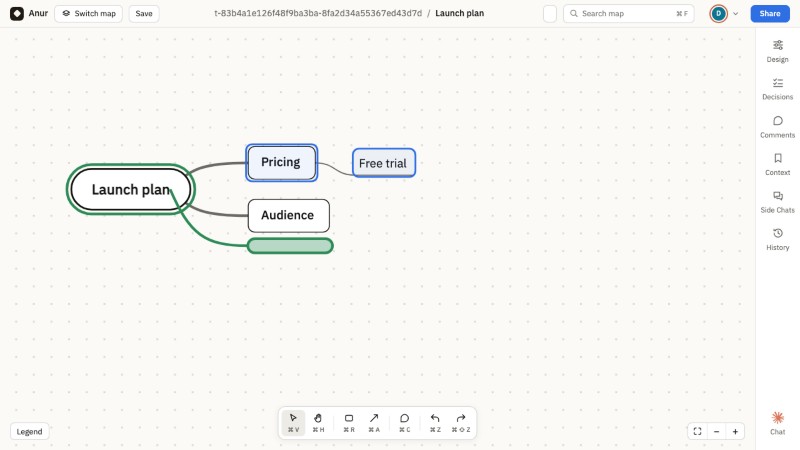 Anur
Switch map
Save
t-83b4a1e126f48f9ba3ba-8fa2d34a55367ed43d7d / Launch plan
Search map
⌘ F
D
Share
Design
Decisions
Comments
Context
Side Chats
History
Pricing
Free trial
Launch plan
Audience
Legend
⌘ V
⌘ H
⌘ R
⌘ A
⌘ C
⌘ Z
⌘ ⇧ Z
Chat